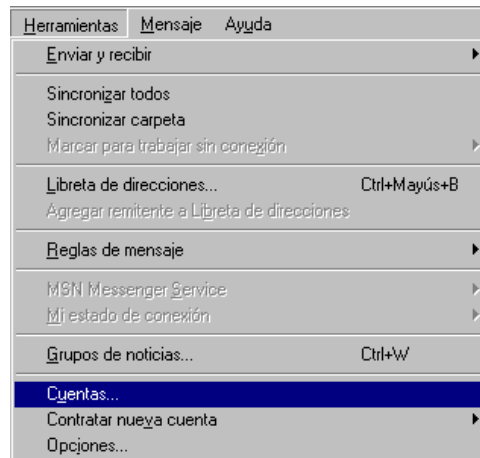 Herramientas Mensaje Ayuda
Enviar y recibir
Sincronizar todos
Sincronizar carpeta
Marcar para trabajar sin conexión
Libreta de direcciones... Ctrl+Mayús+B
Agregar remitente a Libreta de direcciones
Reglas de mensaje
MSN Messenger Service
Mi estado de conexión
Grupos de noticias... Ctrl+W
Cuentas...
Contratar nueva cuenta
Opciones...